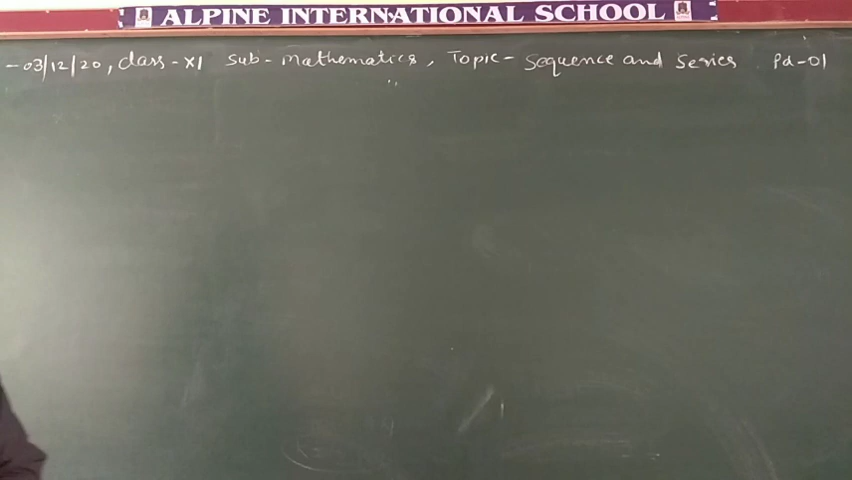 ALPINE INTERNATIONAL SCHOOL
-03/12/20, Class-XI Sub-Mathematics, Topic- Sequence and Series Pd-01